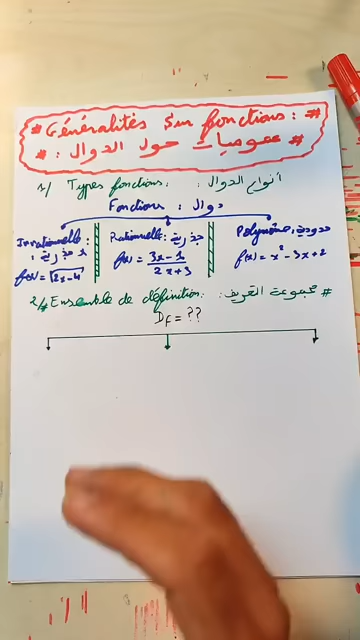 # Généralités Sur fonctions : #
# عموميات حول الدوال : #
1/ Types fonctions : أنواع الدوال :
Fonctions : دوال :
Irrationnelle : Rationnelle : جذرية : Polynôme : حدودية :
f(x) = √2x-4 f(x) = 3x-1 / 2x+3 f(x) = x² - 3x + 2
2/ Ensemble de définition : مجموعة التعريف : #
Df = ??